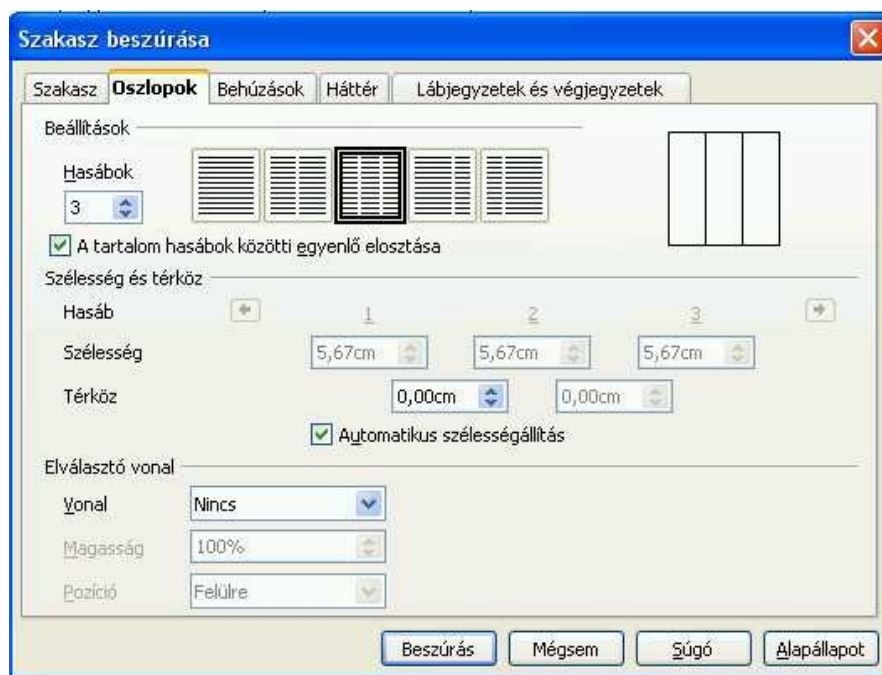 Szakasz beszúrása
Szakasz Oszlopok Behúzások Háttér Lábjegyzetek és végjegyzetek
Beállítások
Hasábok
3
A tartalom hasábok közötti egyenlő elosztása
Szélesség és térköz
Hasáb 1 2 3
Szélesség 5,67cm 5,67cm 5,67cm
Térköz 0,00cm 0,00cm
Automatikus szélességállítás
Elválasztó vonal
Vonal Nincs
Magasság 100%
Pozíció Felülre
Beszúrás Mégsem Súgó Alapállapot